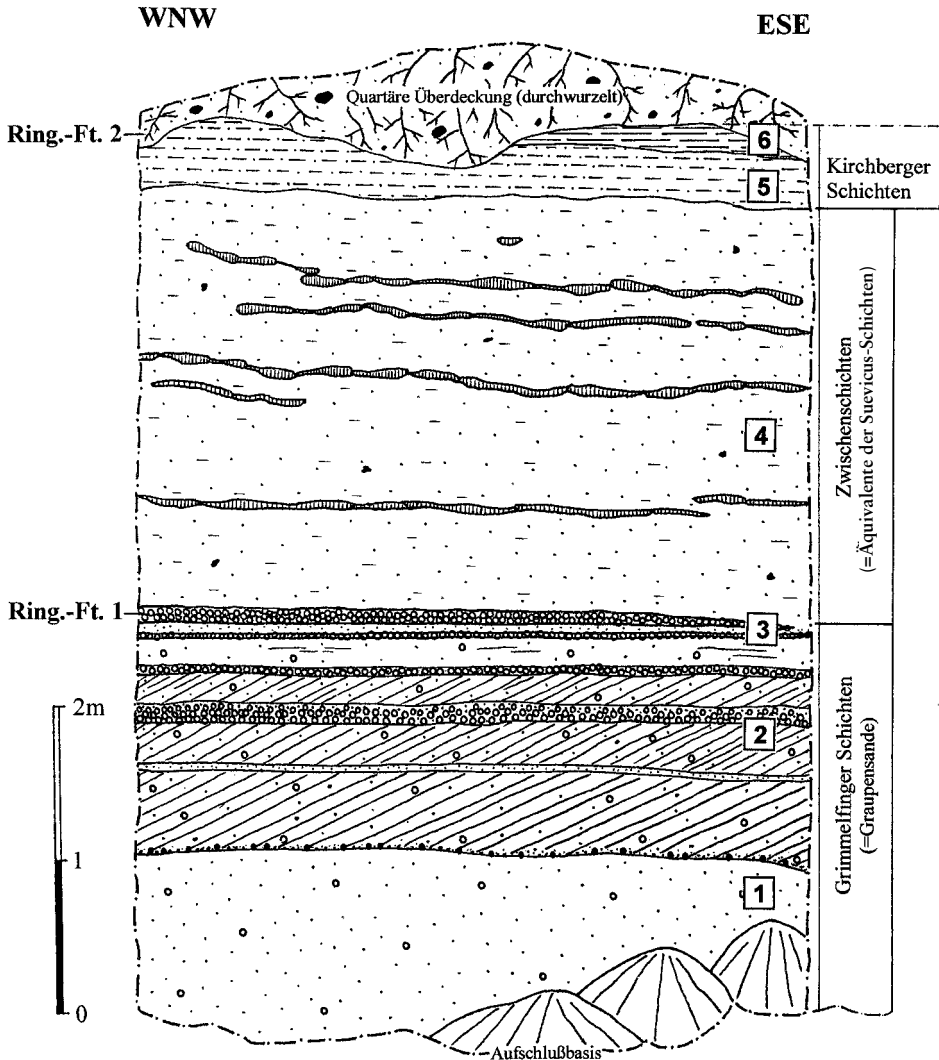 WNW
ESE
Quartäre Überdeckung (durchwurzelt)
Ring.-Ft. 2
6
5
Kirchberger
Schichten
4
Zwischenschichten
(=Äquivalente der Suevicus-Schichten)
Ring.-Ft. 1
3
2m
2
Grimmelfinger Schichten
(=Graupensande)
1
1
0
Aufschlußbasis